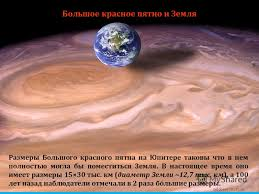 Большое красное пятно и Земля
Размеры Большого красного пятна на Юпитере таковы что в нем
полностью могла бы поместиться Земля. В настоящее время оно
имеет размеры 15×30 тыс. км (диаметр Земли ~12,7 тыс. км), а 100
лет назад наблюдатели отмечали в 2 раза большие размеры.
MyShared